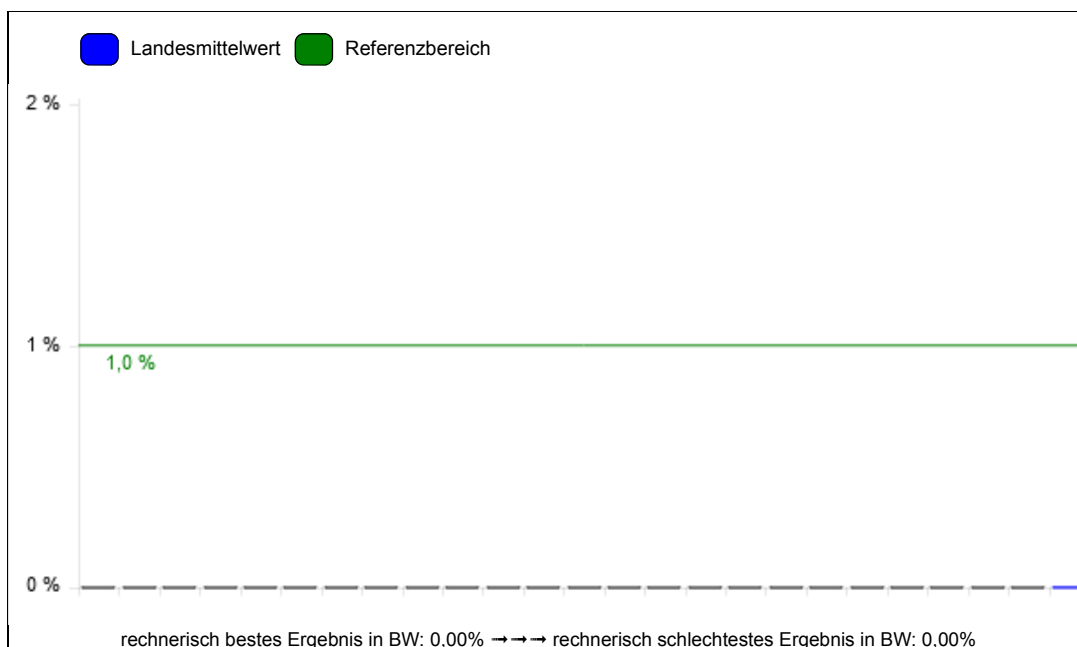 Landesmittelwert Referenzbereich
2 %
1 %
1,0 %
0 %
rechnerisch bestes Ergebnis in BW: 0,00% ➞➞➞ rechnerisch schlechtestes Ergebnis in BW: 0,00%